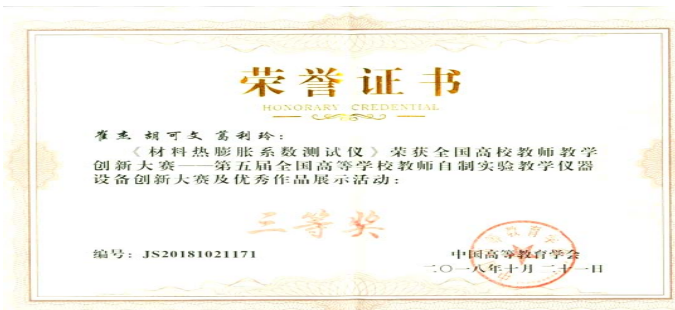 荣誉证书
HONORARY CREDENTIAL
崔杰 胡可文 葛利玲：
《材料热膨胀系数测试仪》荣获全国高校教师教学
创新大赛——第五届全国高等学校教师自制实验教学仪器
设备创新大赛及优秀作品展示活动：
三等奖
编号：JS20181021171
中国高等教育学会
二〇一八年十月二十一日